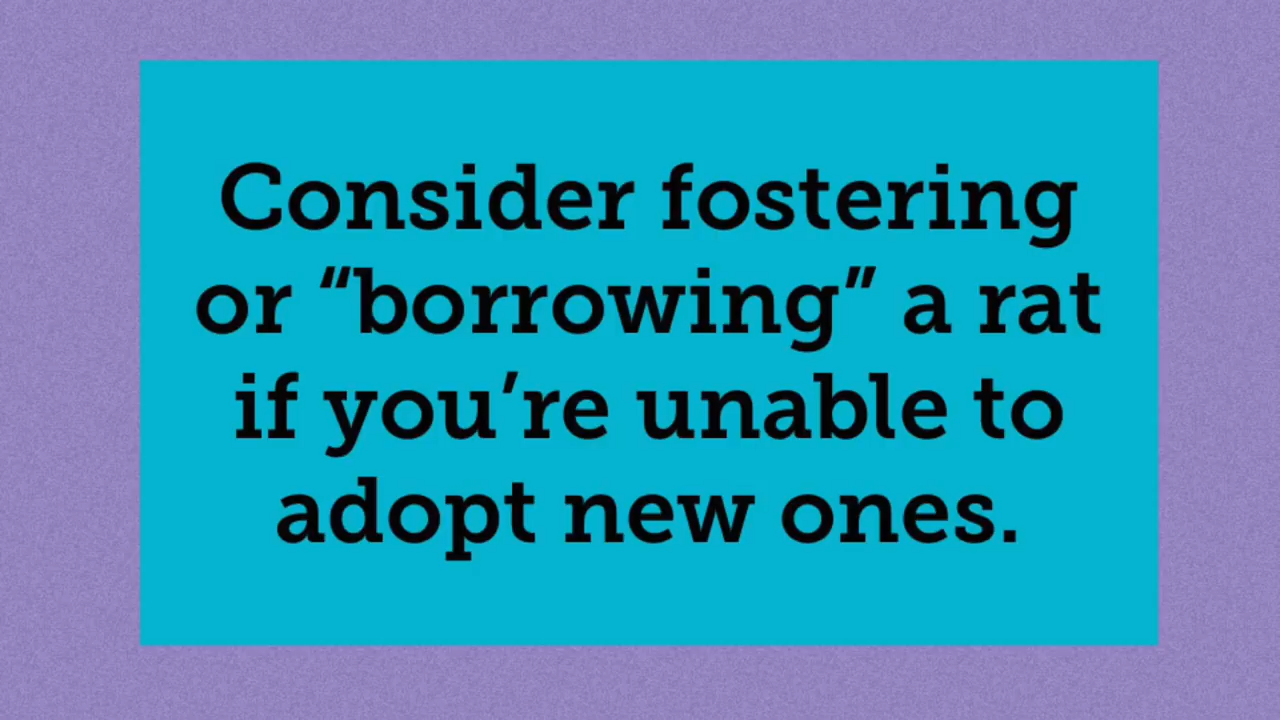 Consider fostering
or “borrowing” a rat
if you’re unable to
adopt new ones.